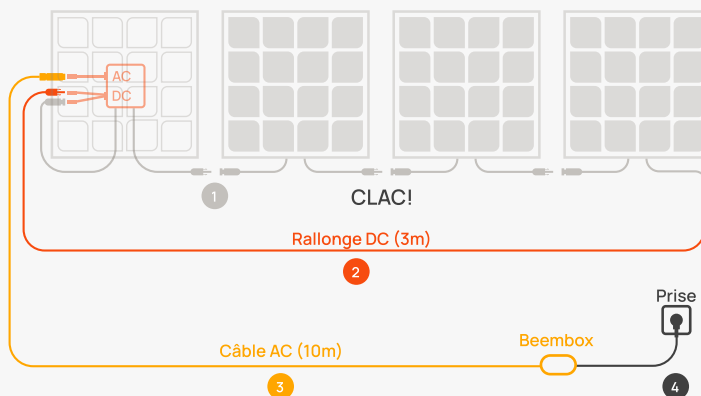 AC
DC
1
CLAC!
Rallonge DC (3m)
2
Prise
Beembox
Câble AC (10m)
3
4